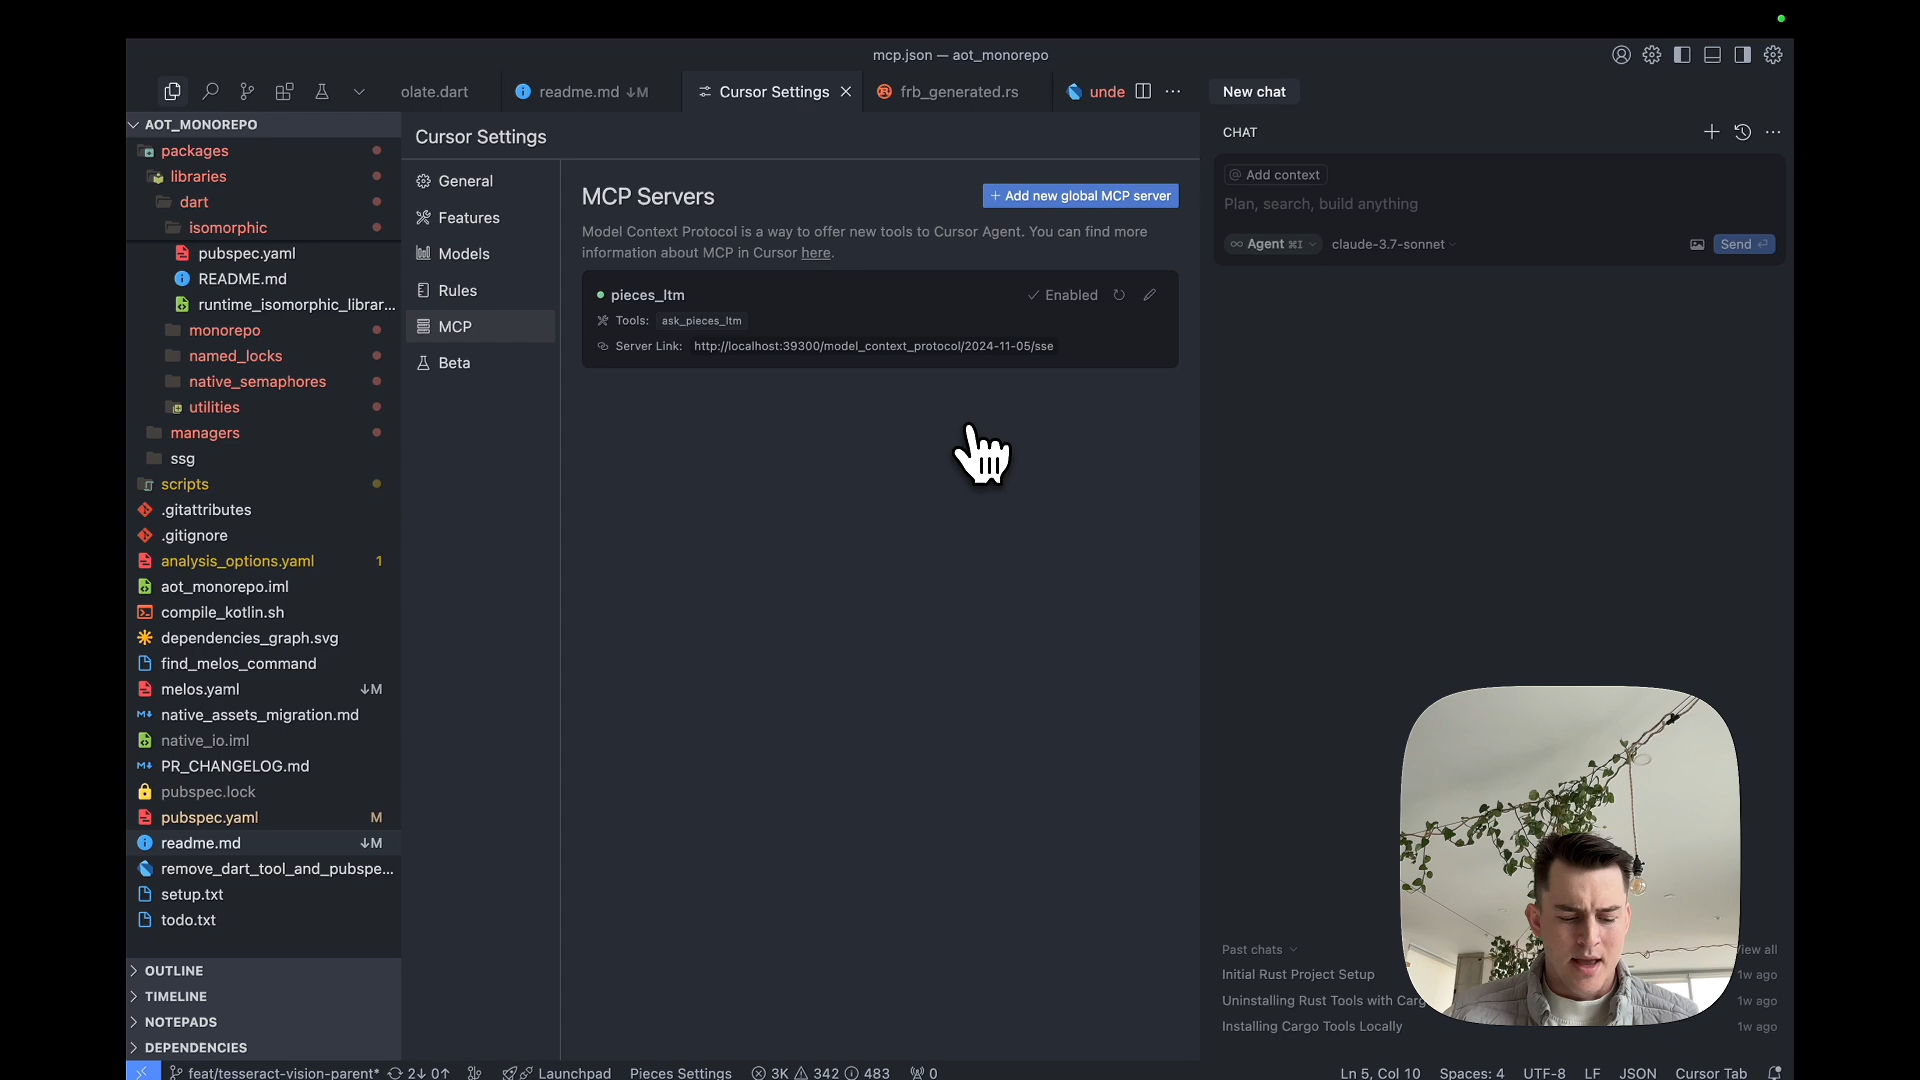 mcp.json — aot_monorepo
olate.dart
readme.md ↓M
Cursor Settings
frb_generated.rs
unde
New chat
AOT_MONOREPO
packages
libraries
dart
isomorphic
pubspec.yaml
README.md
runtime_isomorphic_librar...
monorepo
named_locks
native_semaphores
utilities
managers
ssg
scripts
.gitattributes
.gitignore
analysis_options.yaml 1
aot_monorepo.iml
compile_kotlin.sh
dependencies_graph.svg
find_melos_command
melos.yaml ↓M
native_assets_migration.md
native_io.iml
PR_CHANGELOG.md
pubspec.lock
pubspec.yaml M
readme.md ↓M
remove_dart_tool_and_pubspe...
setup.txt
todo.txt
OUTLINE
TIMELINE
NOTEPADS
DEPENDENCIES
Cursor Settings
General
Features
Models
Rules
MCP
Beta
MCP Servers
+ Add new global MCP server
Model Context Protocol is a way to offer new tools to Cursor Agent. You can find more
information about MCP in Cursor here.
pieces_ltm
Enabled
Tools: ask_pieces_ltm
Server Link: http://localhost:39300/model_context_protocol/2024-11-05/sse
CHAT
@ Add context
Plan, search, build anything
∞ Agent ⌘I
claude-3.7-sonnet
Send ⏎
Past chats
iew all
Initial Rust Project Setup 1w ago
Uninstalling Rust Tools with Carg 1w ago
Installing Cargo Tools Locally 1w ago
feat/tesseract-vision-parent* 2↓ 0↑ Launchpad Pieces Settings 3K 342 483 0
Ln 5, Col 10 Spaces: 4 UTF-8 LF JSON Cursor Tab